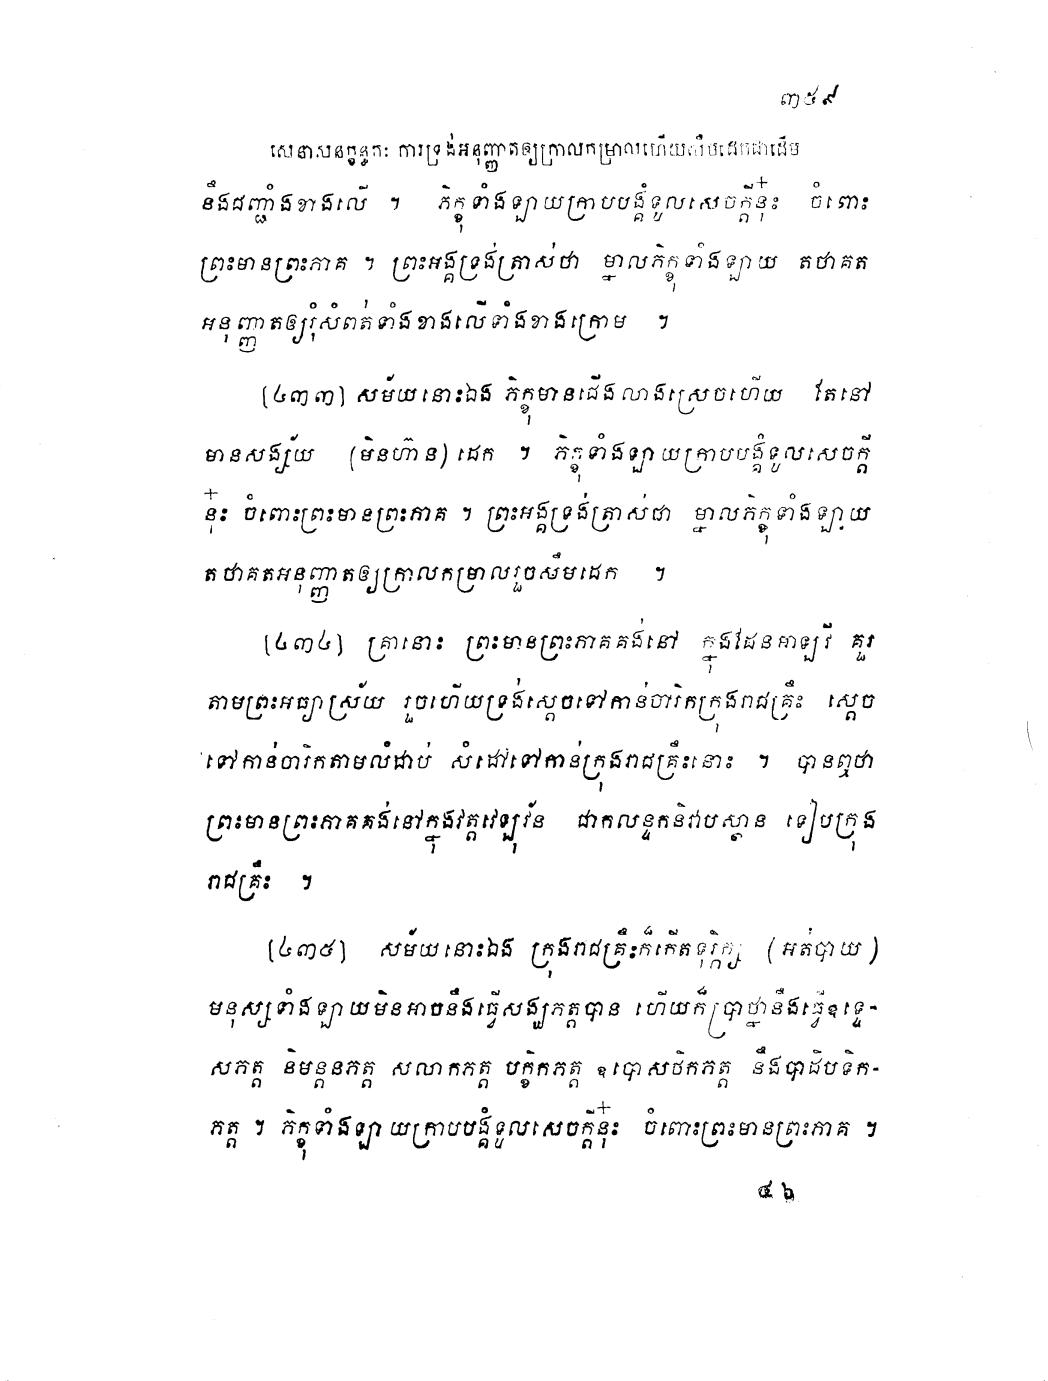 ៣៥៩
សេនាសនក្ខន្ធកៈ ការទ្រង់អនុញ្ញាតឲ្យក្រាលកម្រាលហើយសឹមដេកជាដើម
នឹងជញ្ជាំងខាងលើ ។ ភិក្ខុទាំងឡាយក្រាបបង្គំទូលសេចក្តីនុ៎ះ ចំពោះ
ព្រះមានព្រះភាគ ។ ព្រះអង្គទ្រង់ត្រាស់ថា ម្នាលភិក្ខុទាំងឡាយ តថាគត
អនុញ្ញាតឲ្យរុំសំពត់ទាំងខាងលើទាំងខាងក្រោម ។
[៤៣៣] សម័យនោះឯង ភិក្ខុមានជើងលាងស្រេចហើយ តែនៅ
មានសង្ស័យ (មិនហ៊ាន) ដេក ។ ភិក្ខុទាំងឡាយក្រាបបង្គំទូលសេចក្តី
នុ៎ះ ចំពោះព្រះមានព្រះភាគ ។ ព្រះអង្គទ្រង់ត្រាស់ថា ម្នាលភិក្ខុទាំងឡាយ
តថាគតអនុញ្ញាតឲ្យក្រាលកម្រាលរួចសឹមដេក ។
[៤៣៤] គ្រានោះ ព្រះមានព្រះភាគគង់នៅ ក្នុងដែនអាឡវី គួរ
តាមព្រះអធ្យាស្រ័យ រួចហើយទ្រង់ស្តេចទៅកាន់ចារិកក្រុងរាជគ្រឹះ ស្តេច
ទៅកាន់ចារិកតាមលំដាប់ សំដៅទៅកាន់ក្រុងរាជគ្រឹះនោះ ។ បានឮថា
ព្រះមានព្រះភាគគង់នៅក្នុងវត្តវេឡុវ័ន ជាកលន្ទកនិវាបស្ថាន ទៀបក្រុង
រាជគ្រឹះ ។
[៤៣៥] សម័យនោះឯង ក្រុងរាជគ្រឹះក៏កើតទុរ្ភិក្ស (អត់បាយ)
មនុស្សទាំងឡាយមិនអាចនឹងធ្វើសង្ឃភត្តបាន ហើយក៏ប្រាថ្នានឹងធ្វើឧទ្ទេ-
សភត្ត និមន្តនភត្ត សលាកភត្ត បក្ខិកភត្ត ឧបោសថិកភត្ត នឹងបាដិបទិក-
ភត្ត ។ ភិក្ខុទាំងឡាយក្រាបបង្គំទូលសេចក្តីនុ៎ះ ចំពោះព្រះមានព្រះភាគ ។
៤៦